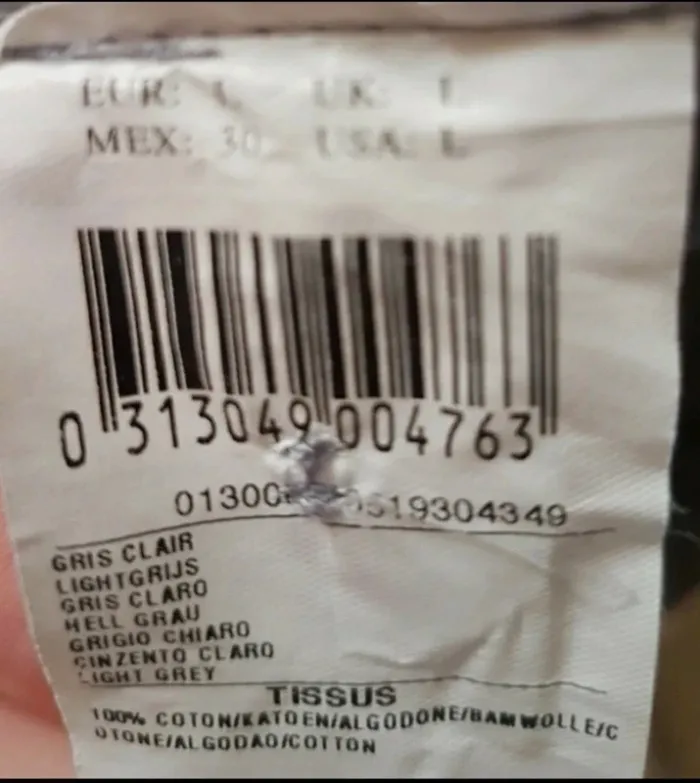 EUR: L UK: L
MEX: 30 USA: L
0 313049 004763
GRIS CLAIR
LIGHTGRIJS
GRIS CLARO
HELL GRAU
GRIGIO CHIARO
CINZENTO CLARO
LIGHT GREY
TISSUS
100% COTON/KATOEN/ALGODONE/BAMWOLLE/C
OTONE/ALGODAO/COTTON